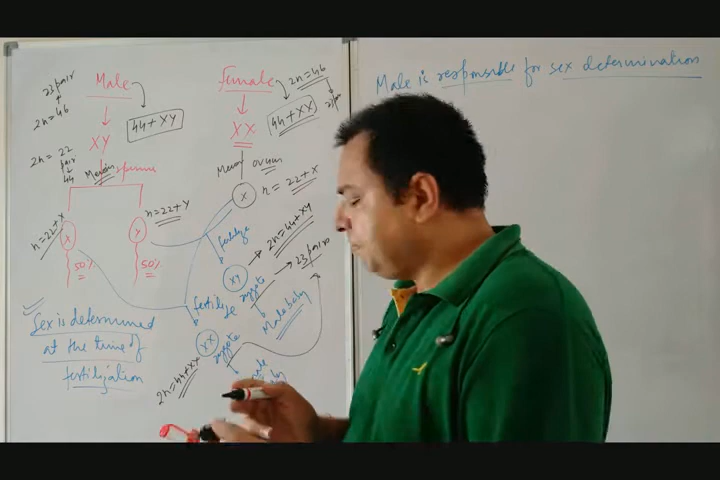 Male
23 pair
2n = 46
44 + XY
XY
2n = 22
pair
44
Meiosis
n = 22 + X
n = 22 + Y
X
Y
50%
50%
Sex is determined
at the time of
fertilization
Female
2n = 46
44 + XX
XX
ovum
X
n = 22 + X
fertilize
2n = 44 + XY
XY
zygote
23 pair
Male baby
fertilize
XX
zygote
2n = 44 + XX
Male is responsible for sex determination